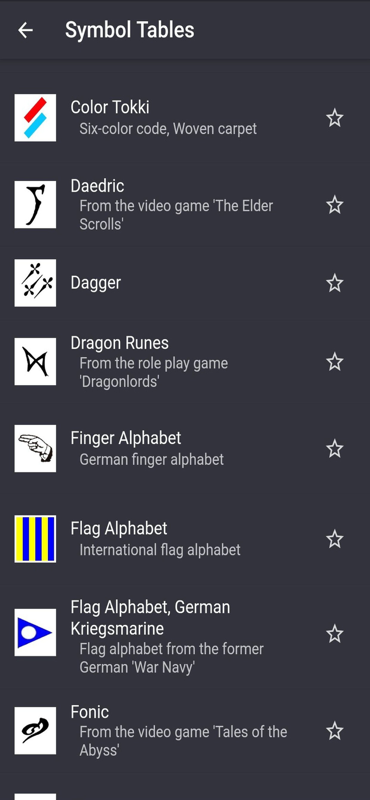 Symbol Tables
Color Tokki
Six-color code, Woven carpet
Daedric
From the video game 'The Elder
Scrolls'
Dagger
Dragon Runes
From the role play game
'Dragonlords'
Finger Alphabet
German finger alphabet
Flag Alphabet
International flag alphabet
Flag Alphabet, German
Kriegsmarine
Flag alphabet from the former
German 'War Navy'
Fonic
From the video game 'Tales of the
Abyss'